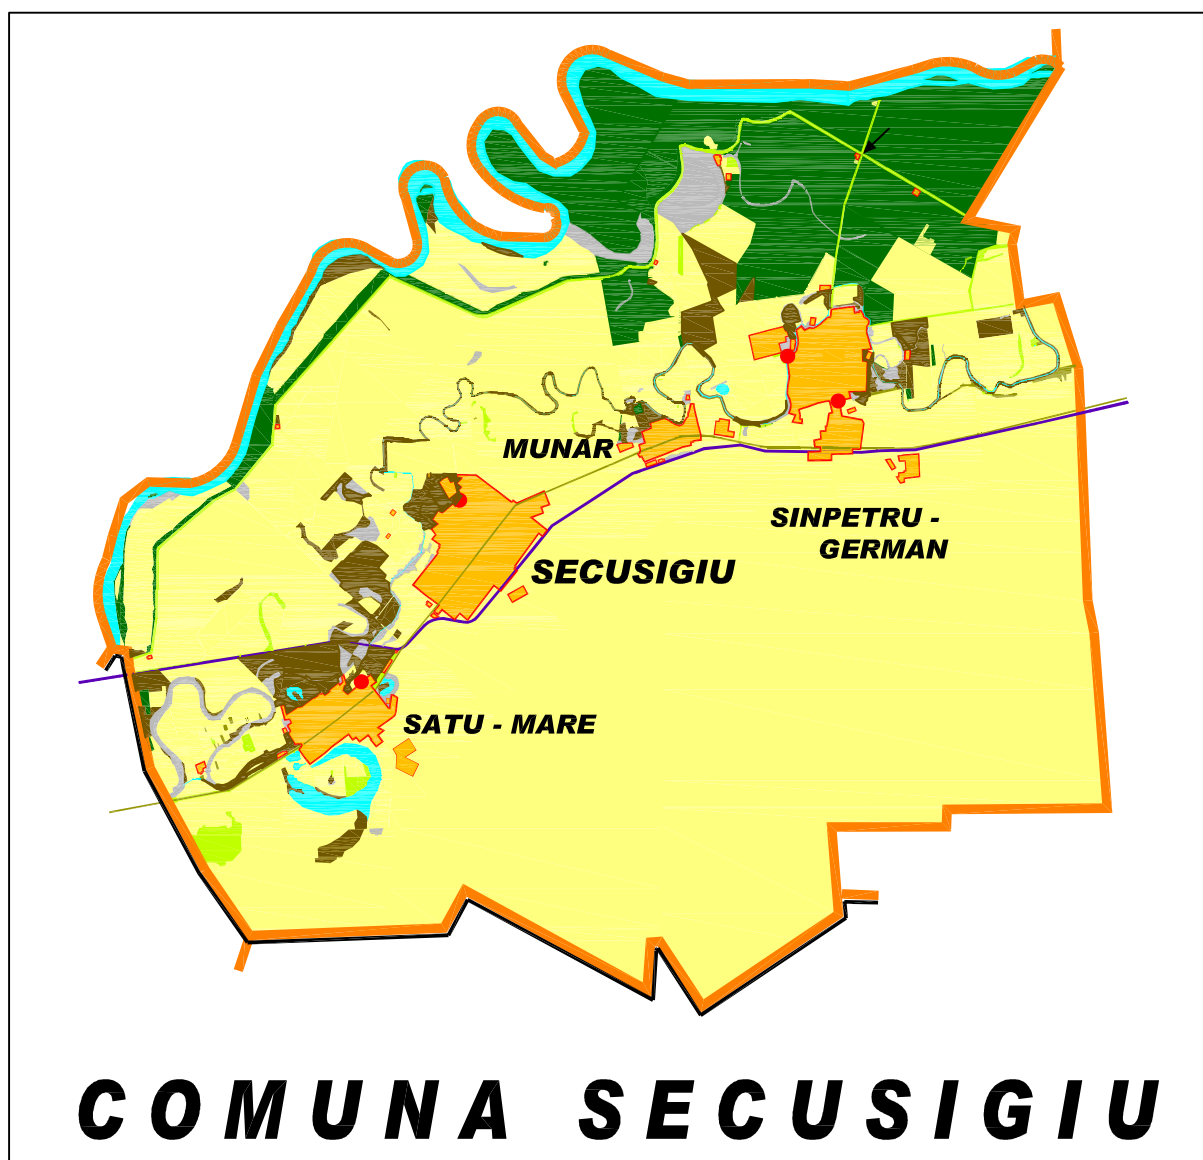 MUNAR
SINPETRU -
GERMAN
SECUSIGIU
SATU - MARE
COMUNA SECUSIGIU